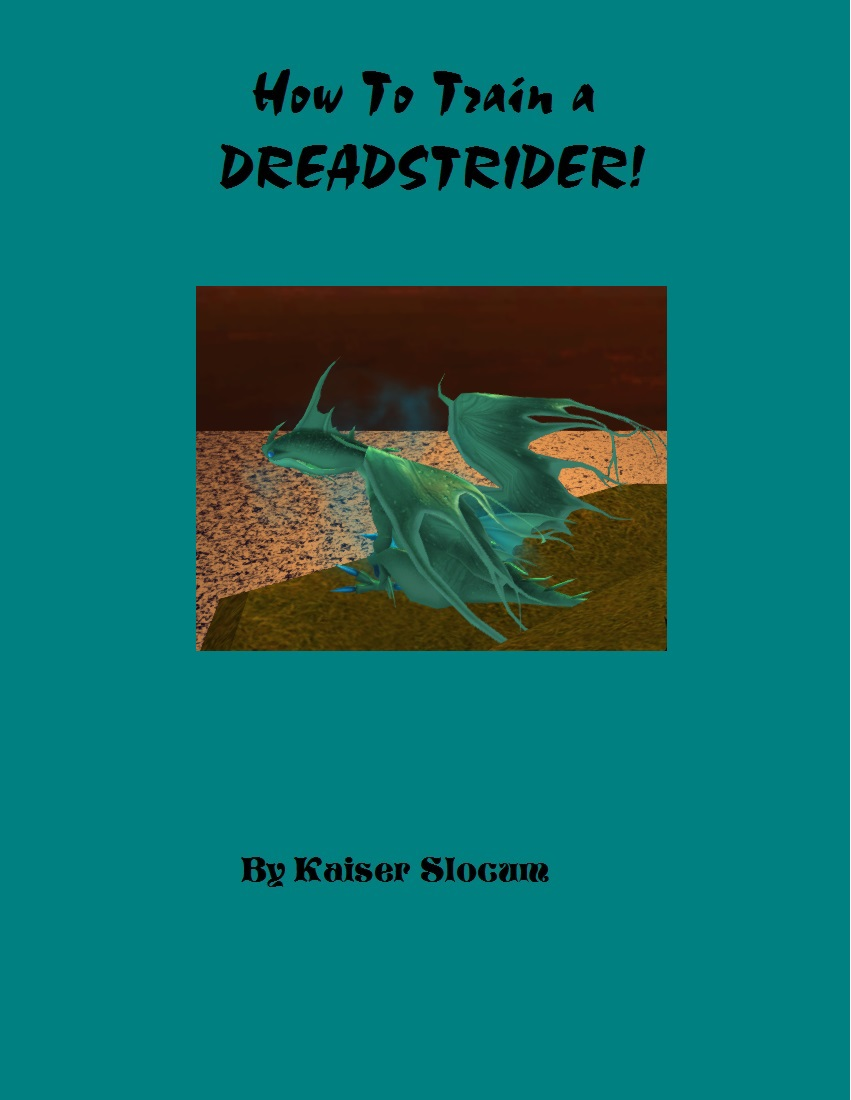 How To Train a
DREADSTRIDER!
By Kaiser Slocum